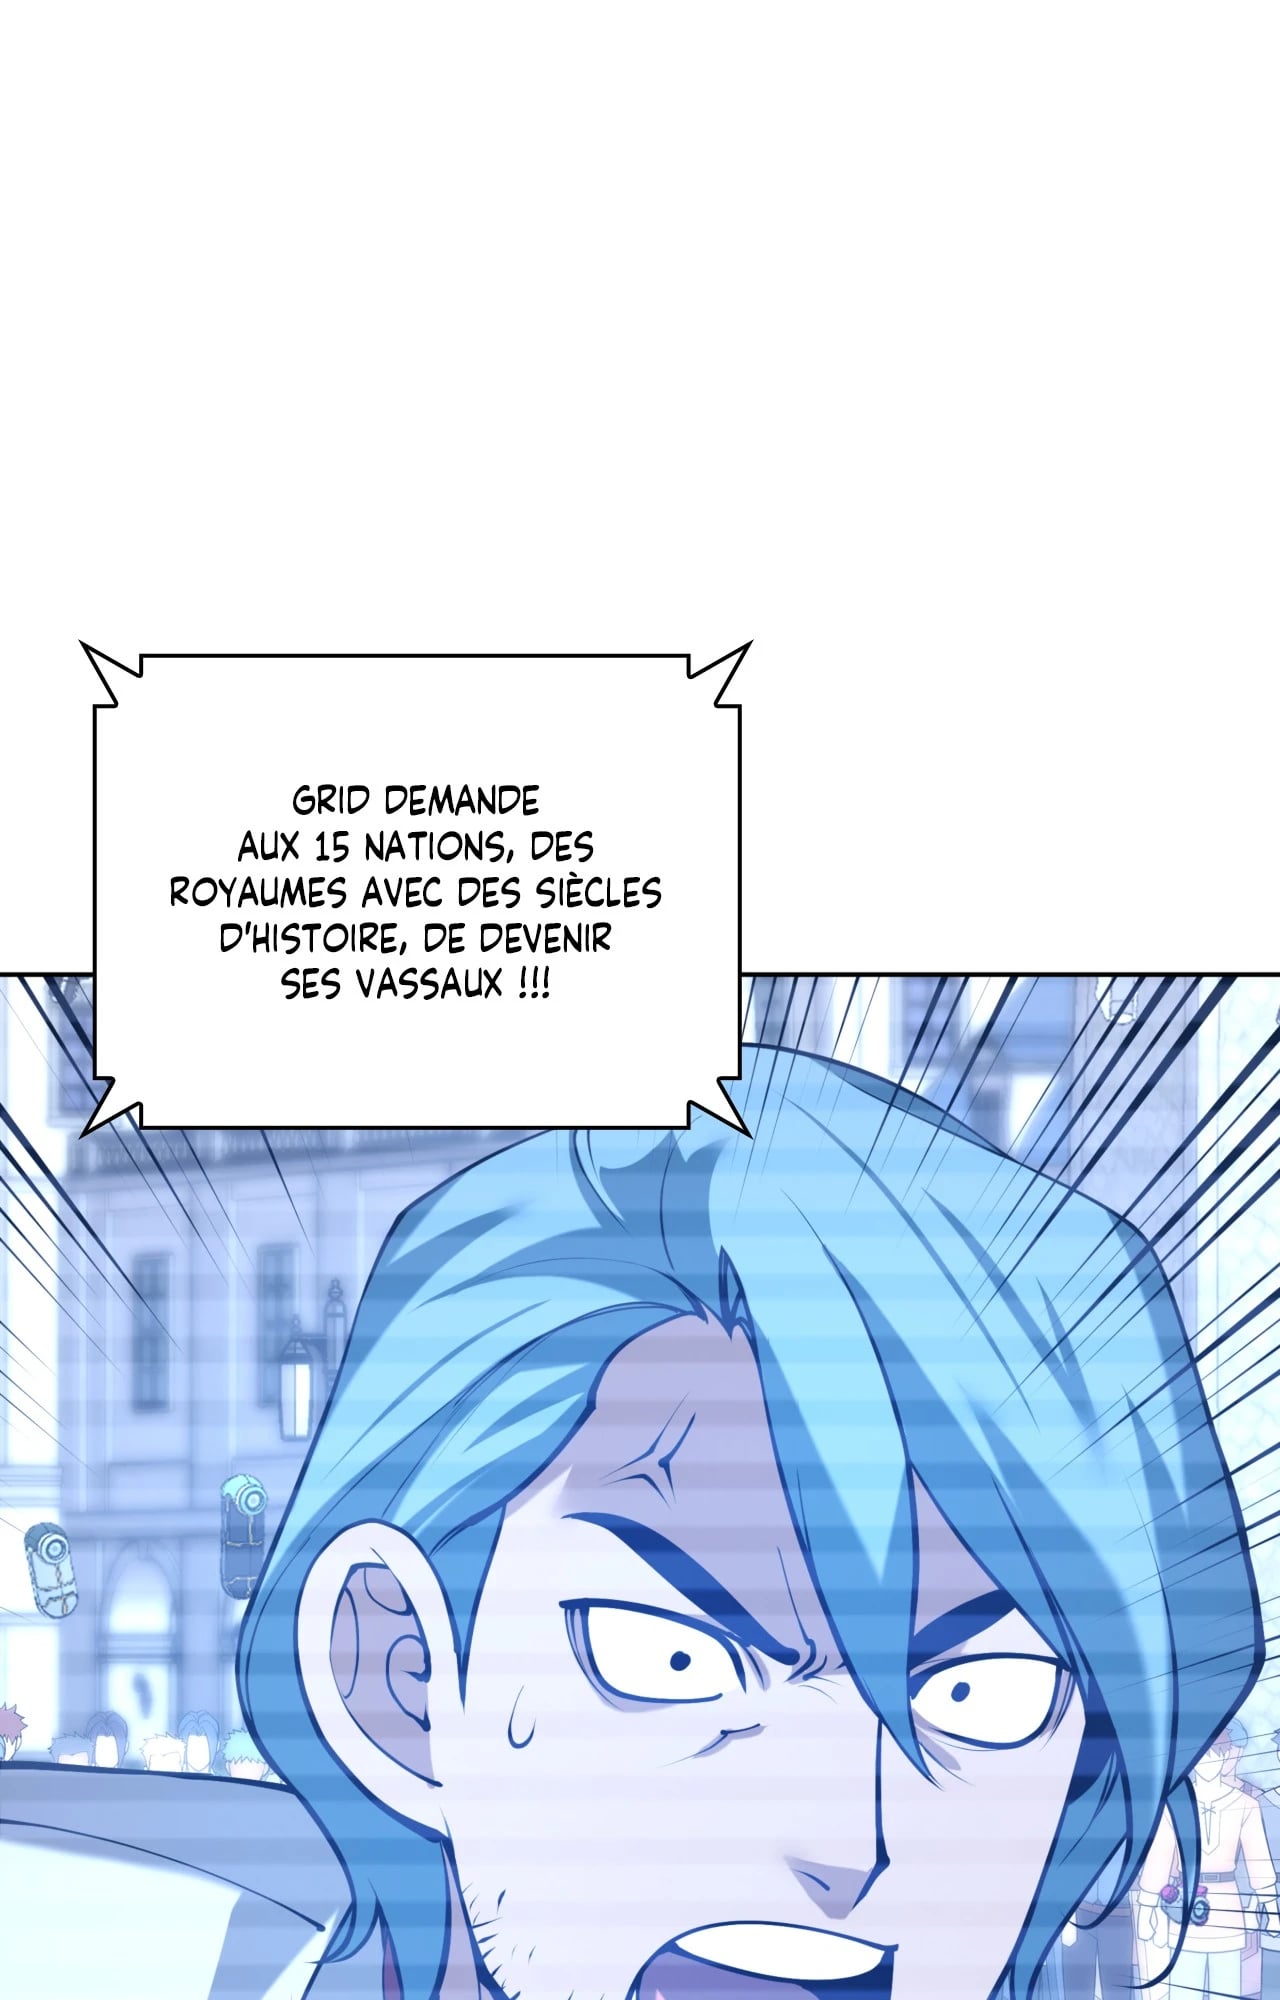 GRID DEMANDE
AUX 15 NATIONS, DES
ROYAUMES AVEC DES SIÈCLES
D'HISTOIRE, DE DEVENIR
SES VASSAUX !!!